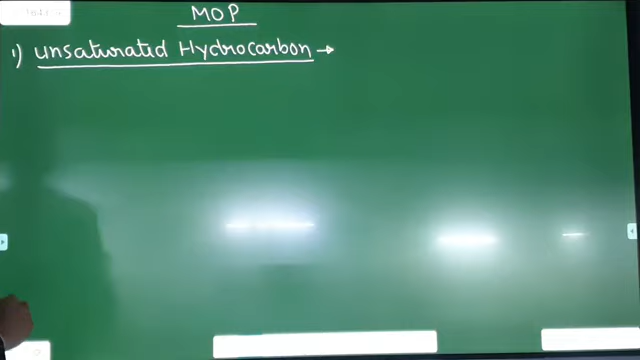 MOP
1) unsaturated Hydrocarbon →